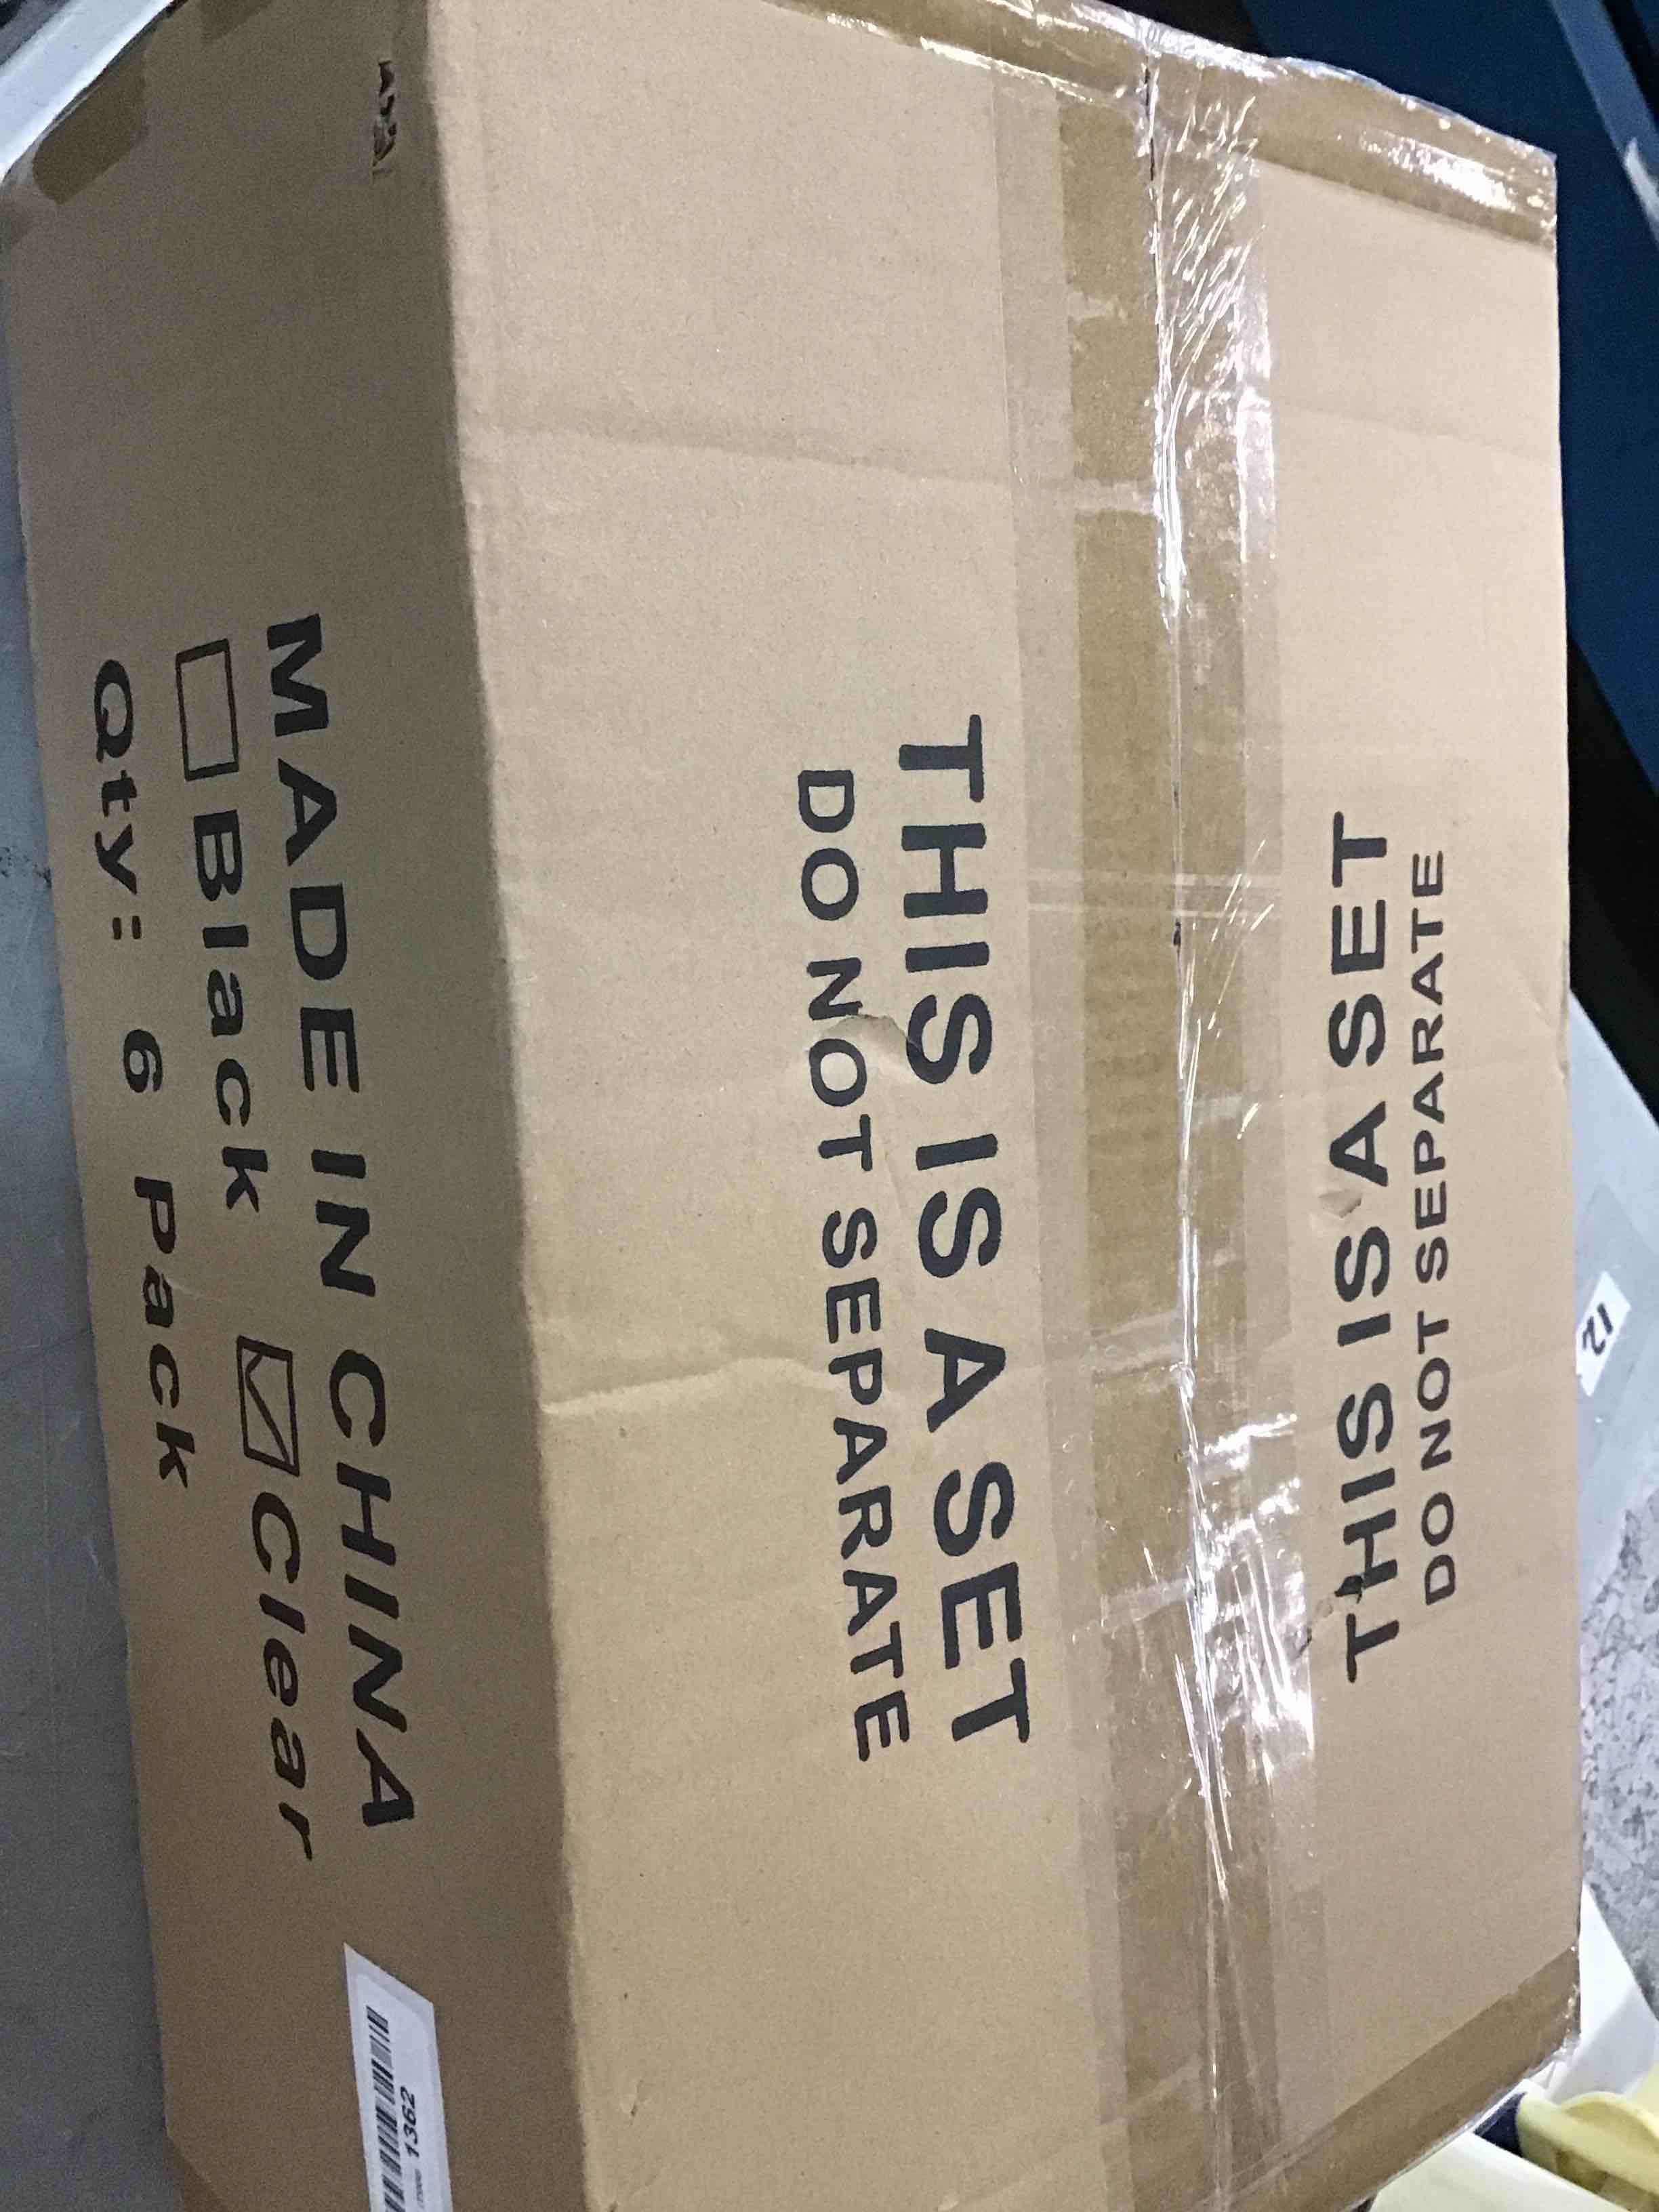 THIS IS A SET
DO NOT SEPARATE
THIS IS A SET
DO NOT SEPARATE
MADE IN CHINA
Black Clear
Qty: 6 Pack
1362
12